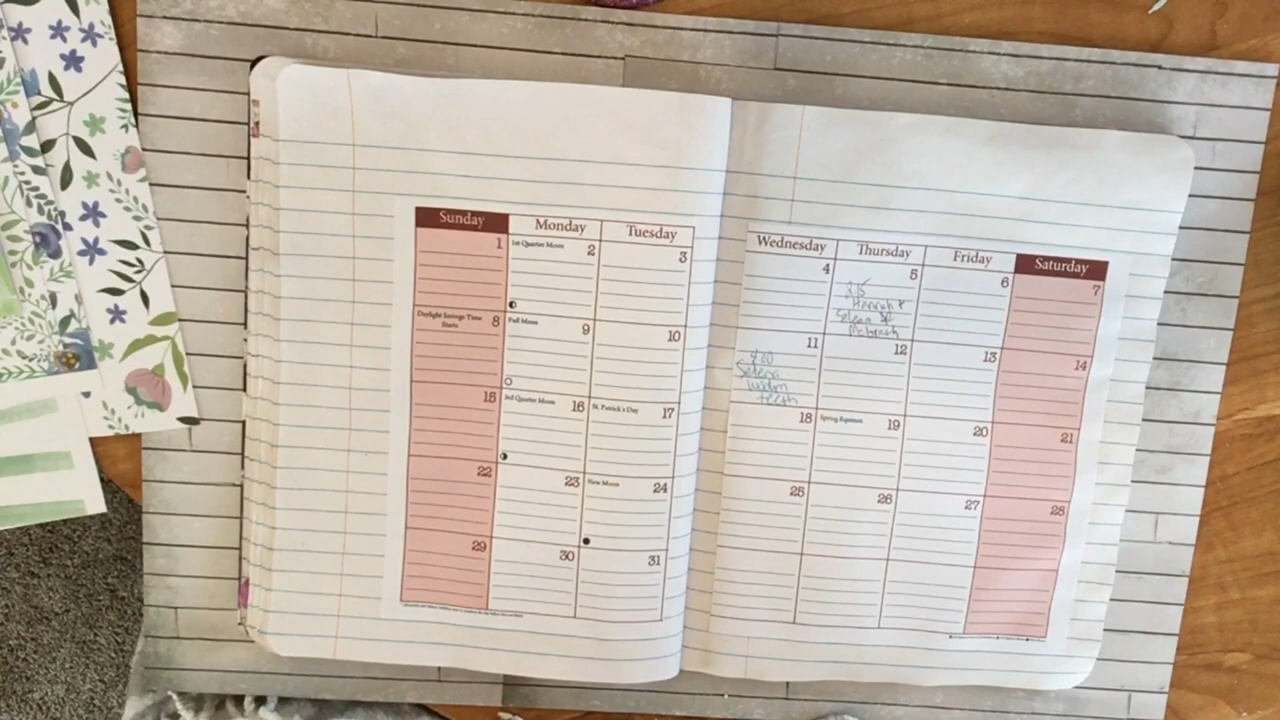 Sunday Monday Tuesday
Wednesday Thursday Friday Saturday
1
1st Quarter Moon 2
3
4
5
Hannah &
Selena
6
7
Daylight Savings Time
Starts 8
Full Moon 9
10
11
Selena
teeth
12
13
14
15
3rd Quarter Moon 16
St. Patrick's Day 17
18
Spring Equinox 19
20
21
22
23
New Moon 24
25
26
27
28
29
30
31